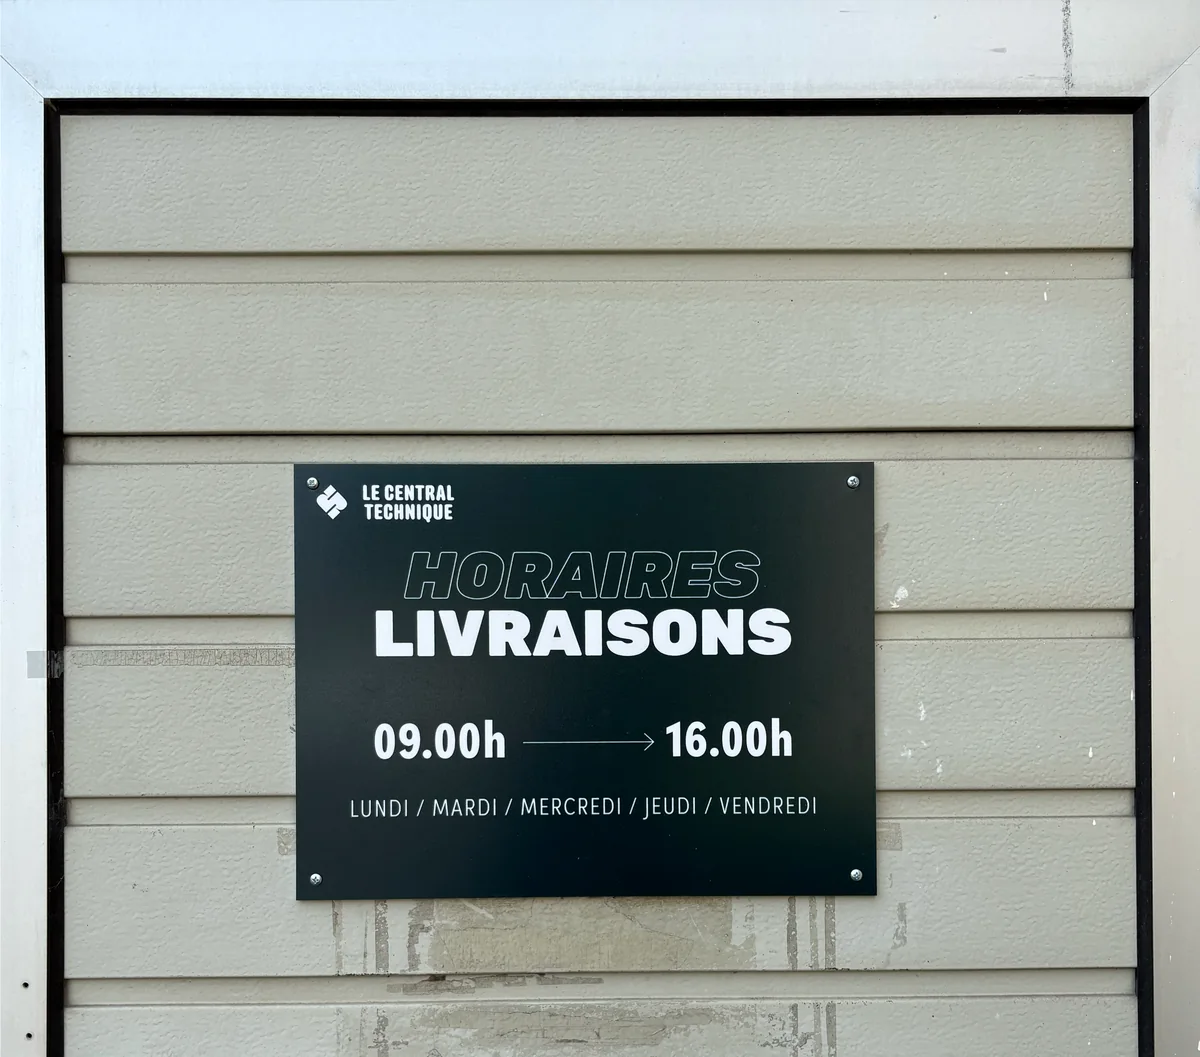 LE CENTRAL
TECHNIQUE
HORAIRES
LIVRAISONS
09.00h → 16.00h
LUNDI / MARDI / MERCREDI / JEUDI / VENDREDI